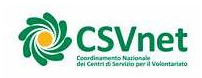 CSVnet
Coordinamento Nazionale
dei Centri di Servizio per il Volontariato